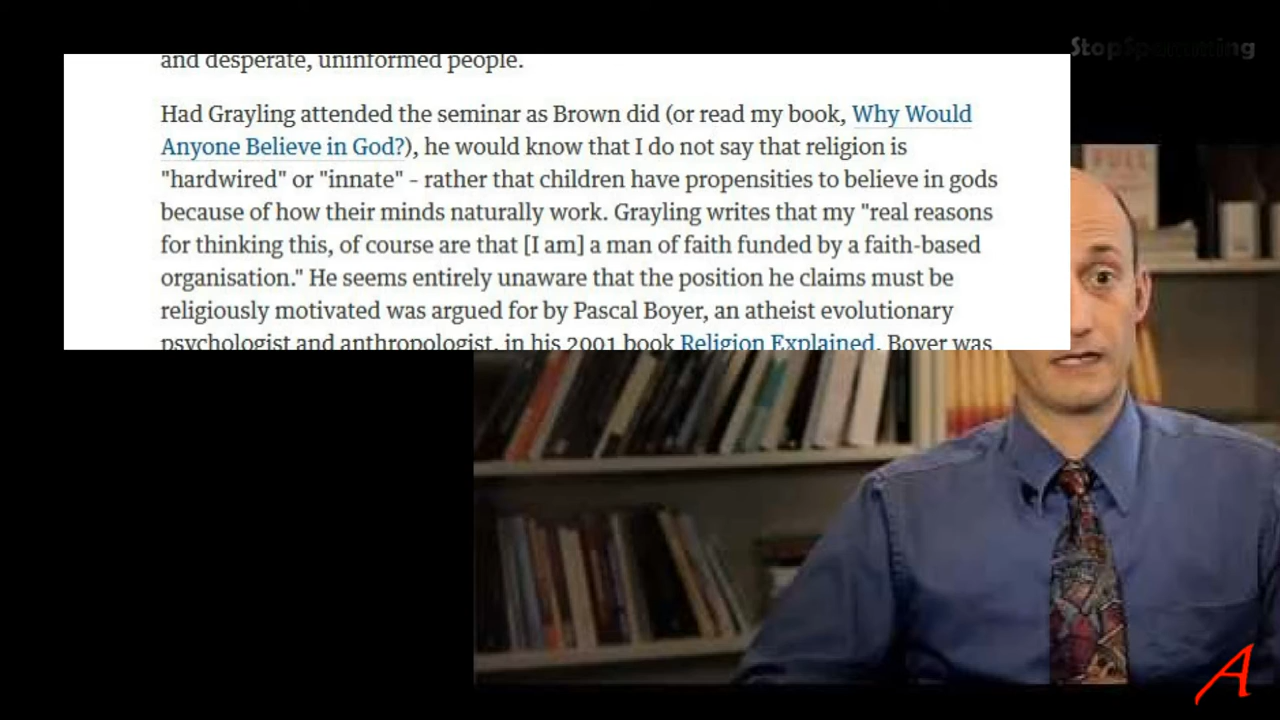 StopSpamming
and desperate, uninformed people.
Had Grayling attended the seminar as Brown did (or read my book, Why Would
Anyone Believe in God?), he would know that I do not say that religion is
"hardwired" or "innate" – rather that children have propensities to believe in gods
because of how their minds naturally work. Grayling writes that my "real reasons
for thinking this, of course are that [I am] a man of faith funded by a faith-based
organisation." He seems entirely unaware that the position he claims must be
religiously motivated was argued for by Pascal Boyer, an atheist evolutionary
psychologist and anthropologist, in his 2001 book Religion Explained. Boyer was
FULL
A